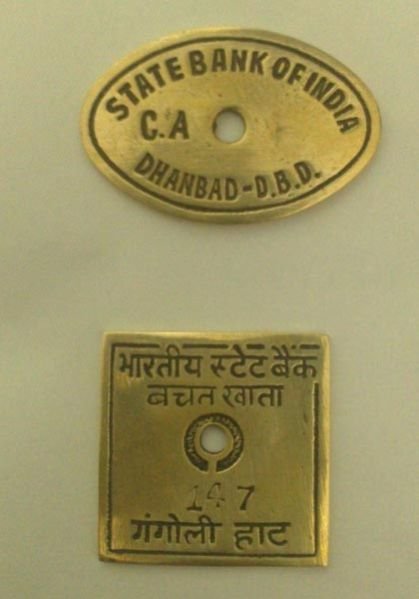 STATE BANK OF INDIA
C.A
DHANBAD-D.B.D.
भारतीय स्टेट बैंक
बचत खाता
147
गंगोली हाट